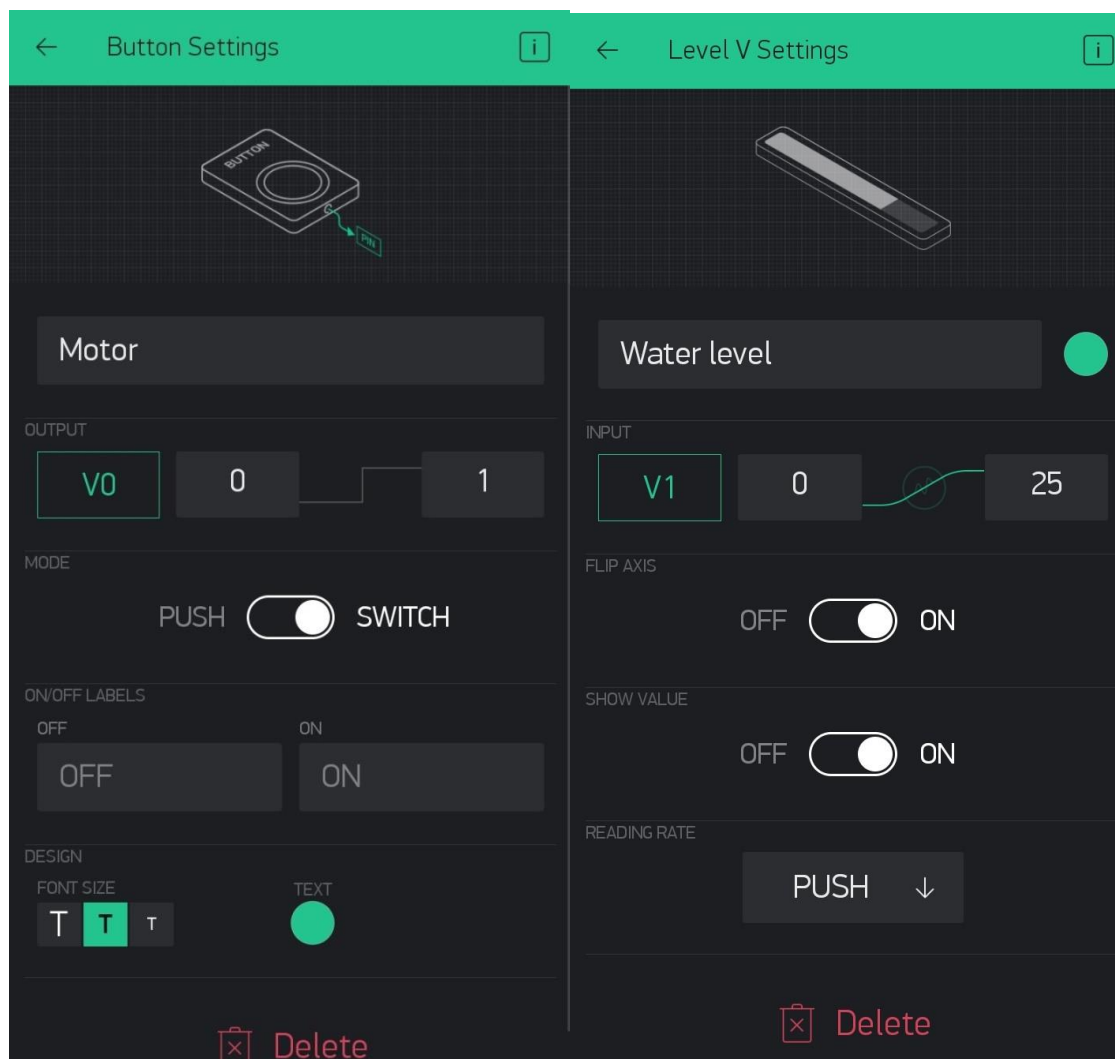 Button Settings
i
BUTTON
PIN
Motor
OUTPUT
V0 0 1
MODE
PUSH SWITCH
ON/OFF LABELS
OFF ON
OFF ON
DESIGN
FONT SIZE TEXT
T T T
Delete
Level V Settings
i
Water level
INPUT
V1 0 25
FLIP AXIS
OFF ON
SHOW VALUE
OFF ON
READING RATE
PUSH
Delete